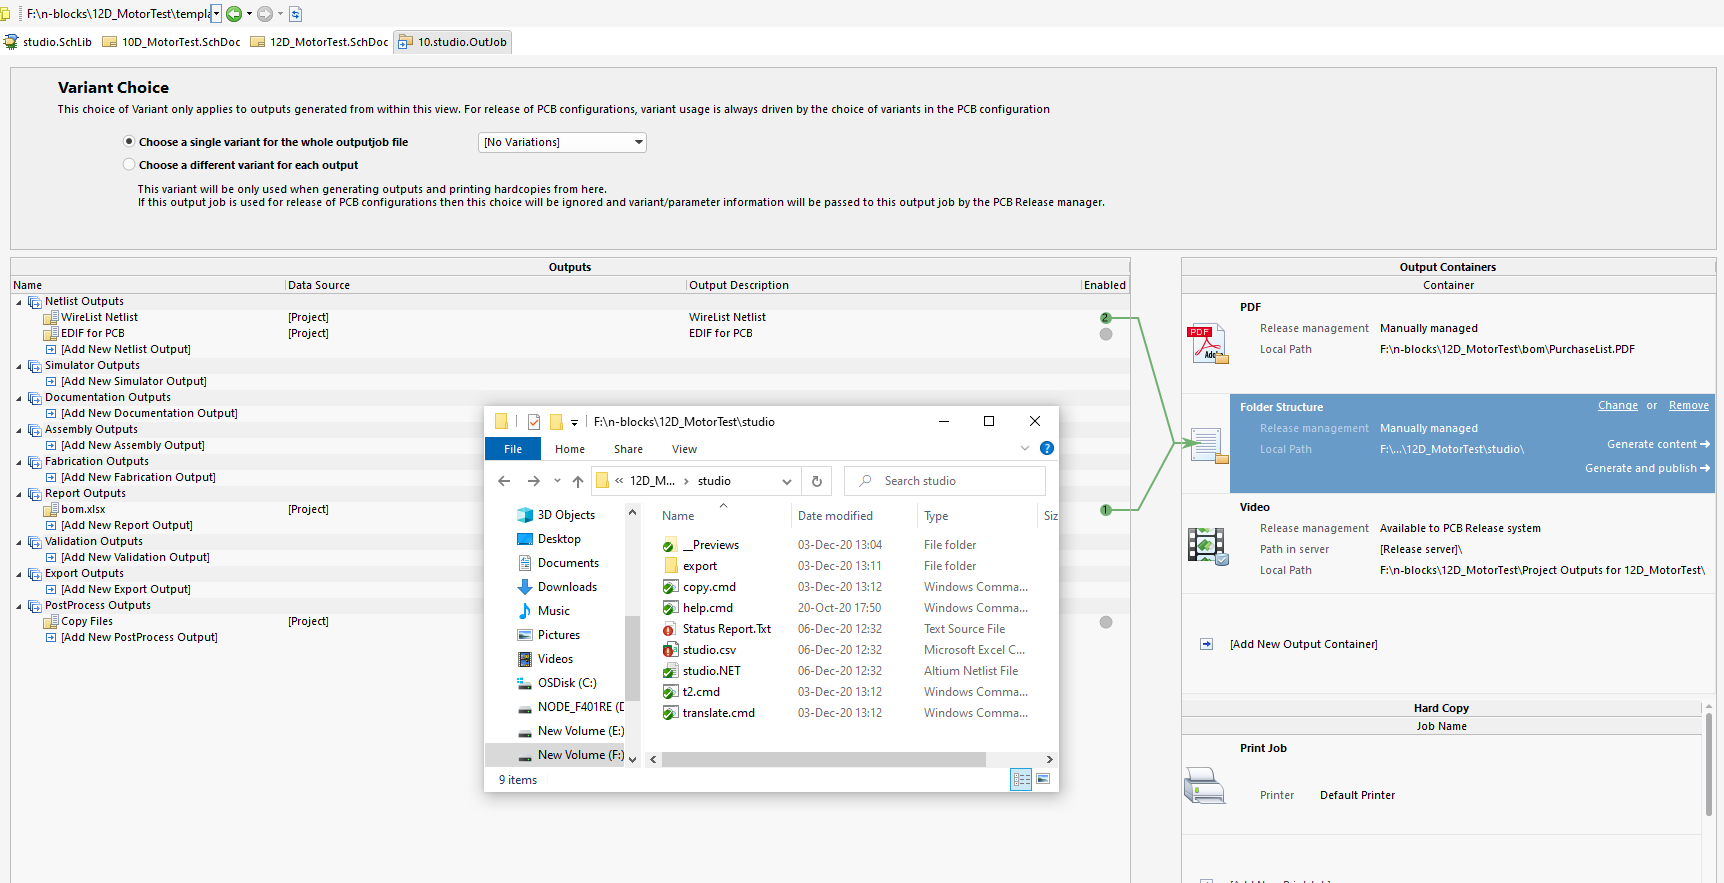 F:\n-blocks\12D_MotorTest\templa
studio.SchLib 10D_MotorTest.SchDoc 12D_MotorTest.SchDoc 10.studio.OutJob
Variant Choice
This choice of Variant only applies to outputs generated from within this view. For release of PCB configurations, variant usage is always driven by the choice of variants in the PCB configuration
Choose a single variant for the whole outputjob file [No Variations]
Choose a different variant for each output
This variant will be only used when generating outputs and printing hardcopies from here.
If this output job is used for release of PCB configurations then this choice will be ignored and variant/parameter information will be passed to this output job by the PCB Release manager.
Outputs
Name Data Source Output Description Enabled
Netlist Outputs
WireList Netlist [Project] WireList Netlist 2
EDIF for PCB [Project] EDIF for PCB
[Add New Netlist Output]
Simulator Outputs
[Add New Simulator Output]
Documentation Outputs
[Add New Documentation Output]
Assembly Outputs
[Add New Assembly Output]
Fabrication Outputs
[Add New Fabrication Output]
Report Outputs
bom.xlsx [Project] 1
[Add New Report Output]
Validation Outputs
[Add New Validation Output]
Export Outputs
[Add New Export Output]
PostProcess Outputs
Copy Files [Project]
[Add New PostProcess Output]
F:\n-blocks\12D_MotorTest\studio
File Home Share View
« 12D_M... › studio Search studio
3D Objects
Desktop
Documents
Downloads
Music
Pictures
Videos
OSDisk (C:)
NODE_F401RE (D
New Volume (E:)
New Volume (F:)
Name Date modified Type Siz
__Previews 03-Dec-20 13:04 File folder
export 03-Dec-20 13:11 File folder
copy.cmd 03-Dec-20 13:12 Windows Comma...
help.cmd 20-Oct-20 17:50 Windows Comma...
Status Report.Txt 06-Dec-20 12:32 Text Source File
studio.csv 06-Dec-20 12:32 Microsoft Excel C...
studio.NET 06-Dec-20 12:32 Altium Netlist File
t2.cmd 03-Dec-20 13:12 Windows Comma...
translate.cmd 03-Dec-20 13:12 Windows Comma...
9 items
Output Containers
Container
PDF
Release management Manually managed
Local Path F:\n-blocks\12D_MotorTest\bom\PurchaseList.PDF
PDF
Adobe
Folder Structure Change or Remove
Release management Manually managed
Local Path F:\...\12D_MotorTest\studio\ Generate content
Generate and publish
Video
Release management Available to PCB Release system
Path in server [Release server]\
Local Path F:\n-blocks\12D_MotorTest\Project Outputs for 12D_MotorTest\
[Add New Output Container]
Hard Copy
Job Name
Print Job
Printer Default Printer